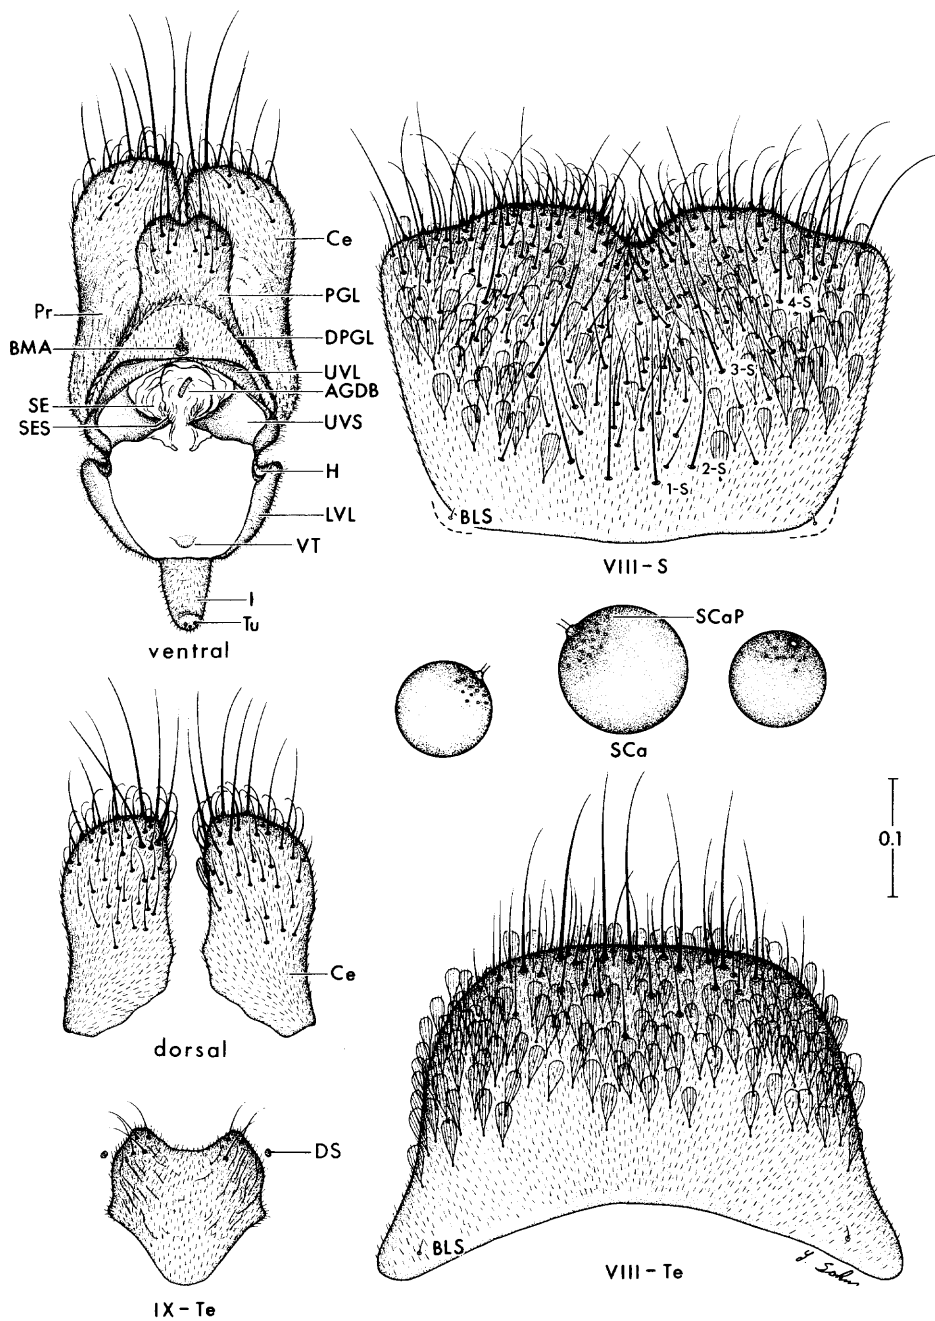 Ce
PGL
Pr
DPGL
BMA
UVL
AGDB
SE
UVS
SES
H
LVL
VT
I
Tu
ventral
4-S
3-S
2-S
1-S
BLS
VIII-S
SCaP
SCa
0.1
Ce
dorsal
DS
IX-Te
BLS
VIII-Te
Y. Sohn